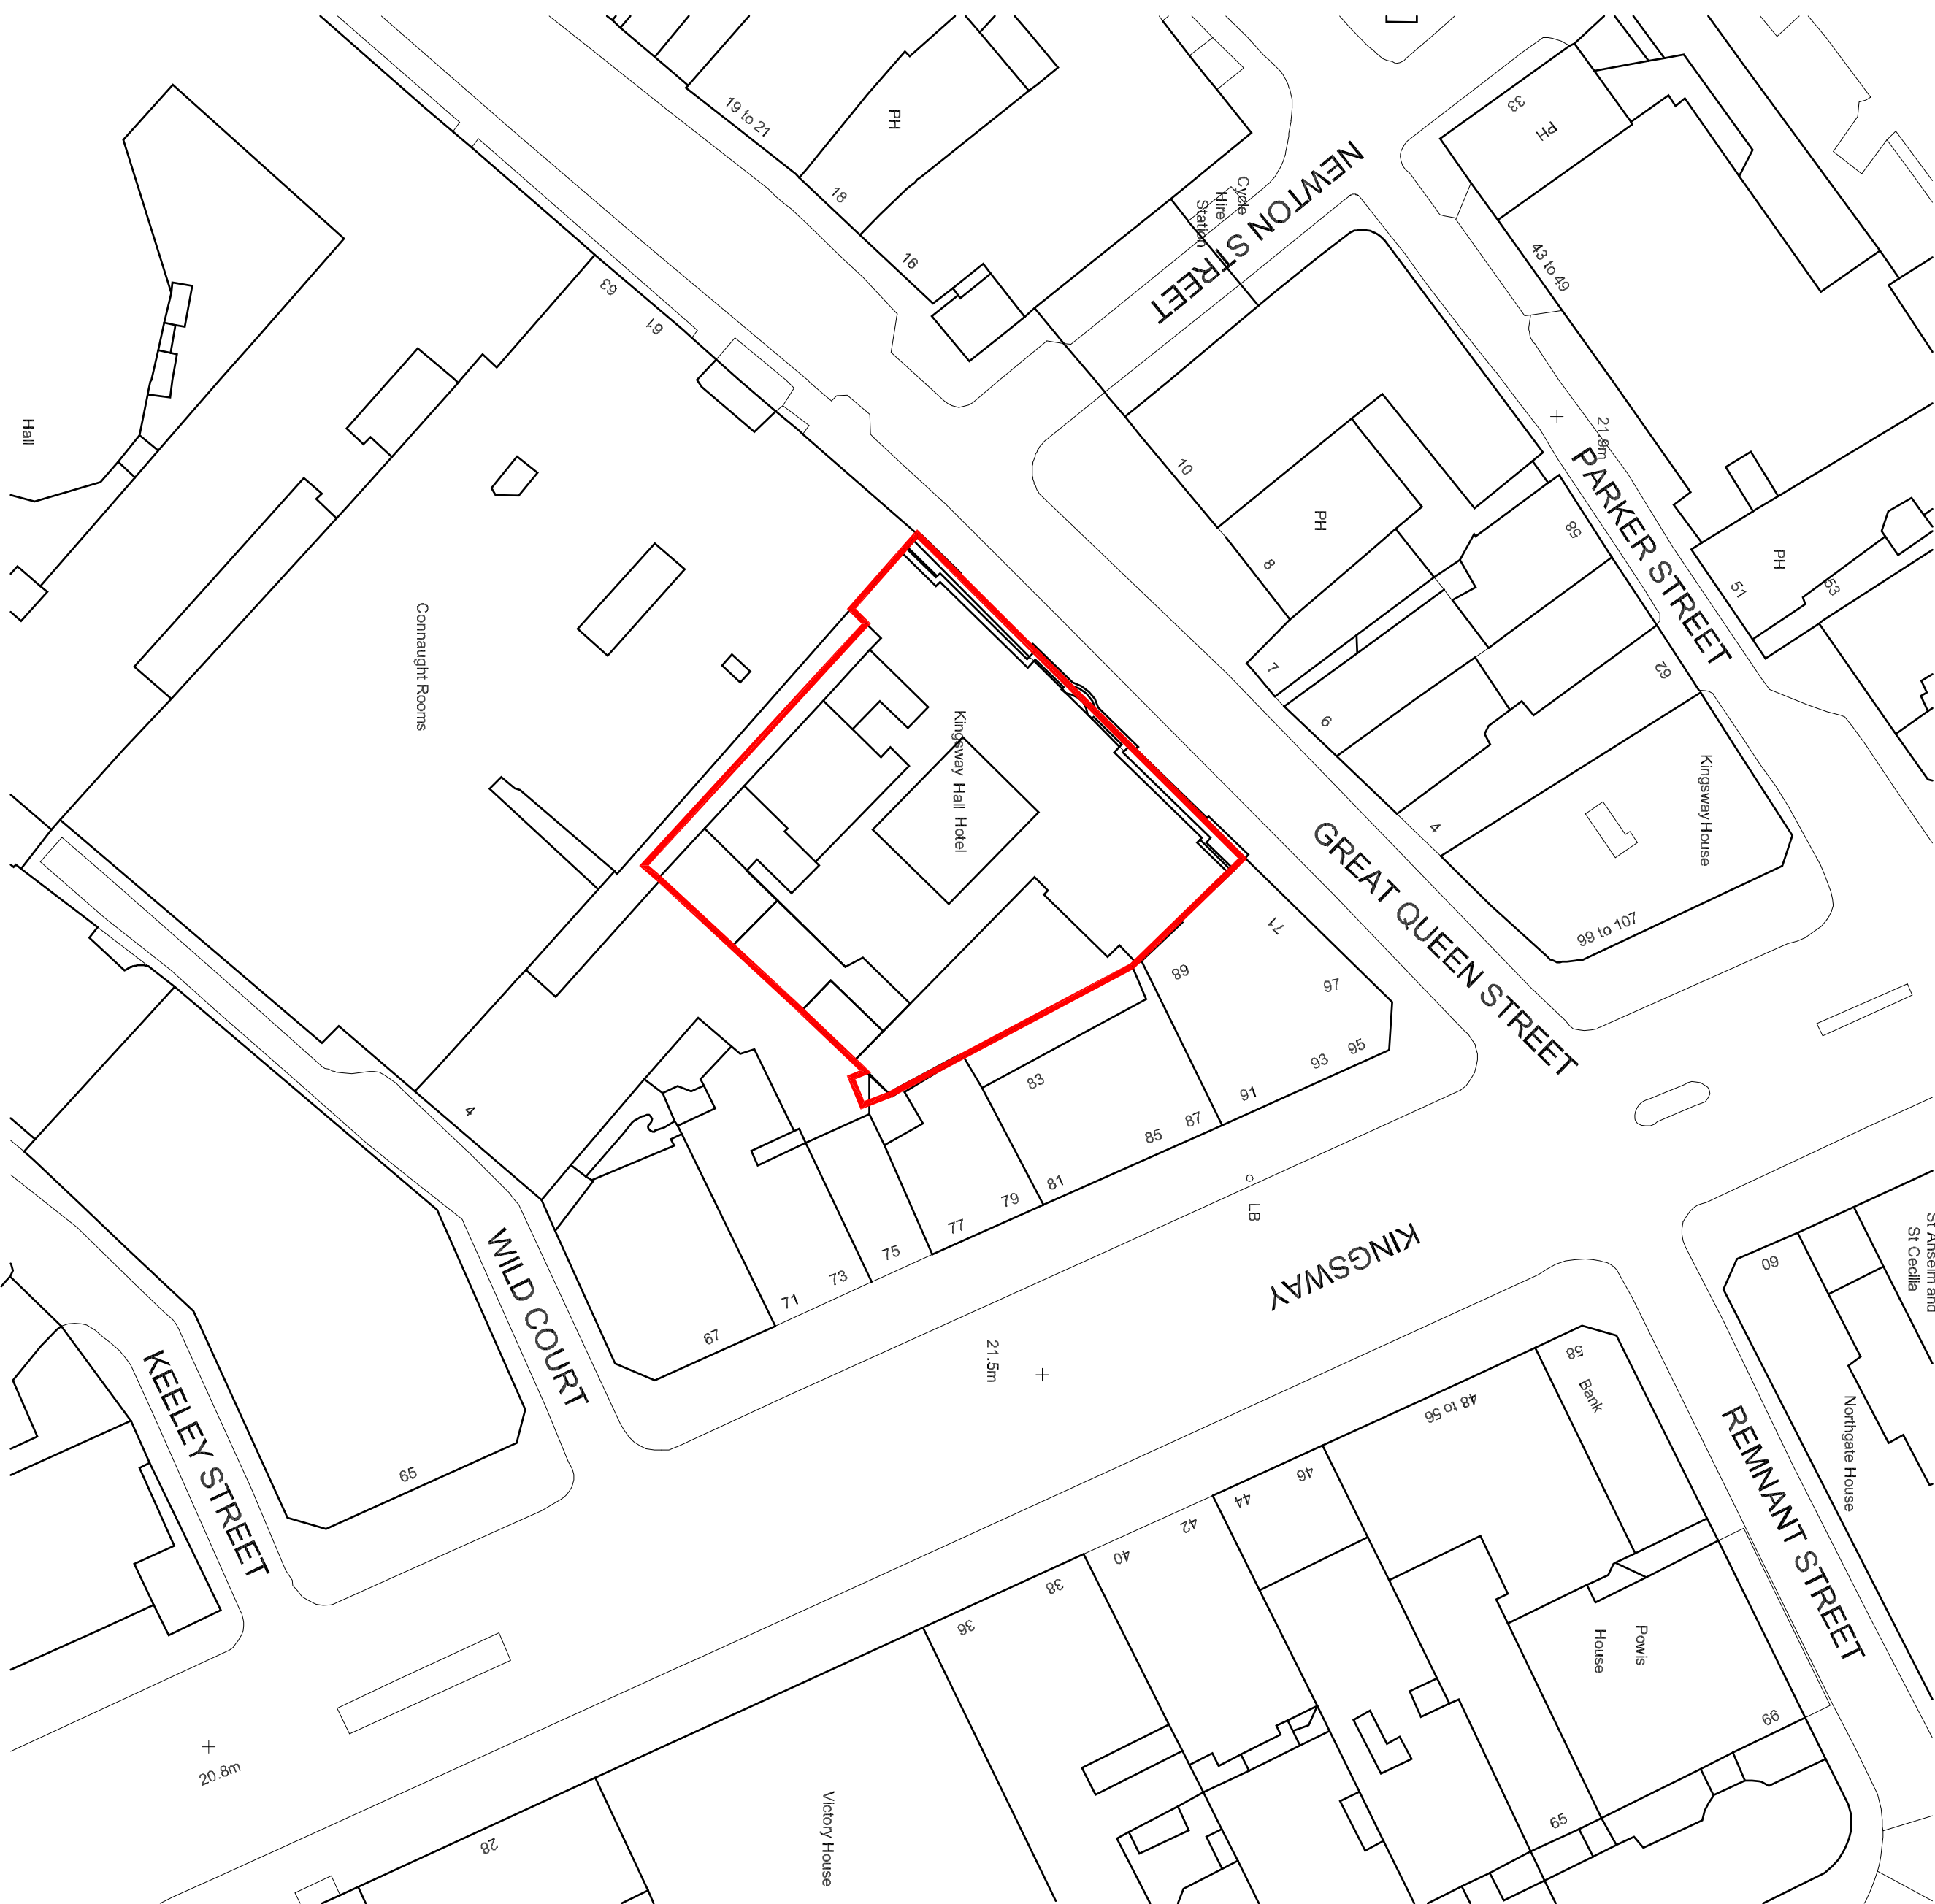 19 to 21
PH
18
16
33
PH
Cycle
Hire
Station
NEWTON STREET
43 to 49
63
61
21.9m
PARKER STREET
Hall
10
PH
8
58
PH
51
53
Connaught Rooms
7
6
62
Kingsway Hall Hotel
Kingsway House
4
GREAT QUEEN STREET
71
99 to 107
89
97
83
93
95
91
87
85
4
81
79
77
75
73
71
67
LB
WILD COURT
KINGSWAY
21.5m
60
St Anselm and
St Cecilia
KEELEY STREET
65
58
Bank
48 to 56
46
44
42
40
38
36
Northgate House
REMNANT STREET
Powis
House
66
65
20.8m
Victory House
28